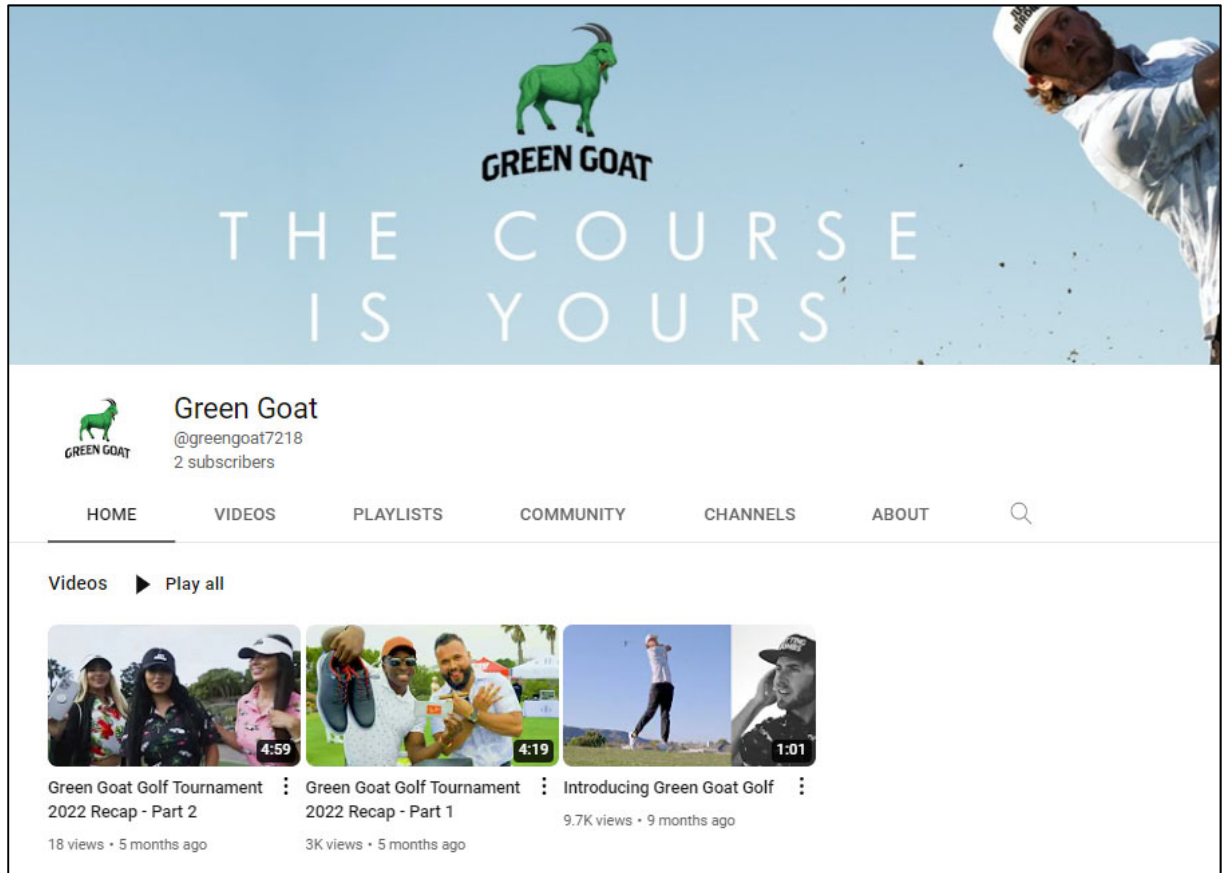 GREEN GOAT
THE COURSE
IS YOURS
GREEN GOAT
Green Goat
@greengoat7218
2 subscribers
HOME VIDEOS PLAYLISTS COMMUNITY CHANNELS ABOUT
Videos Play all
4:59 4:19 1:01
Green Goat Golf Tournament
2022 Recap - Part 2
18 views • 5 months ago
Green Goat Golf Tournament
2022 Recap - Part 1
3K views • 5 months ago
Introducing Green Goat Golf
9.7K views • 9 months ago